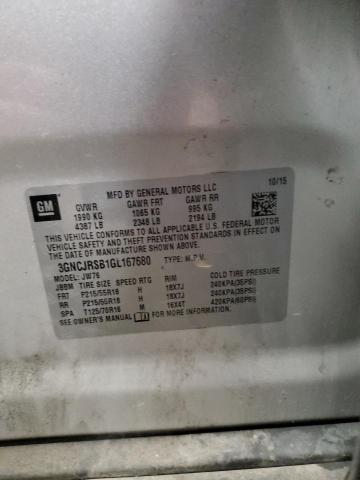 GM
MFD BY GENERAL MOTORS LLC
10/15
GVWR GAWR FRT GAWR RR
1990 KG 1065 KG 995 KG
4387 LB 2348 LB 2194 LB
THIS VEHICLE CONFORMS TO ALL APPLICABLE U.S. FEDERAL MOTOR
VEHICLE SAFETY, BUMPER, AND THEFT PREVENTION STANDARDS IN
EFFECT ON THE DATE OF MANUFACTURE SHOWN ABOVE.
3GNCJRSB1GL167680 TYPE: M.P.V.
MODEL: JW76
JBBM TIRE SIZE SPEED RTG RIM COLD TIRE PRESSURE
FRT P215/55R18 H 18X7J 240KPA(35PSI)
RR P215/55R18 H 18X7J 240KPA(35PSI)
SPA T125/70R16 M 16X4T 420KPA(60PSI)
SEE OWNER'S MANUAL FOR MORE INFORMATION.